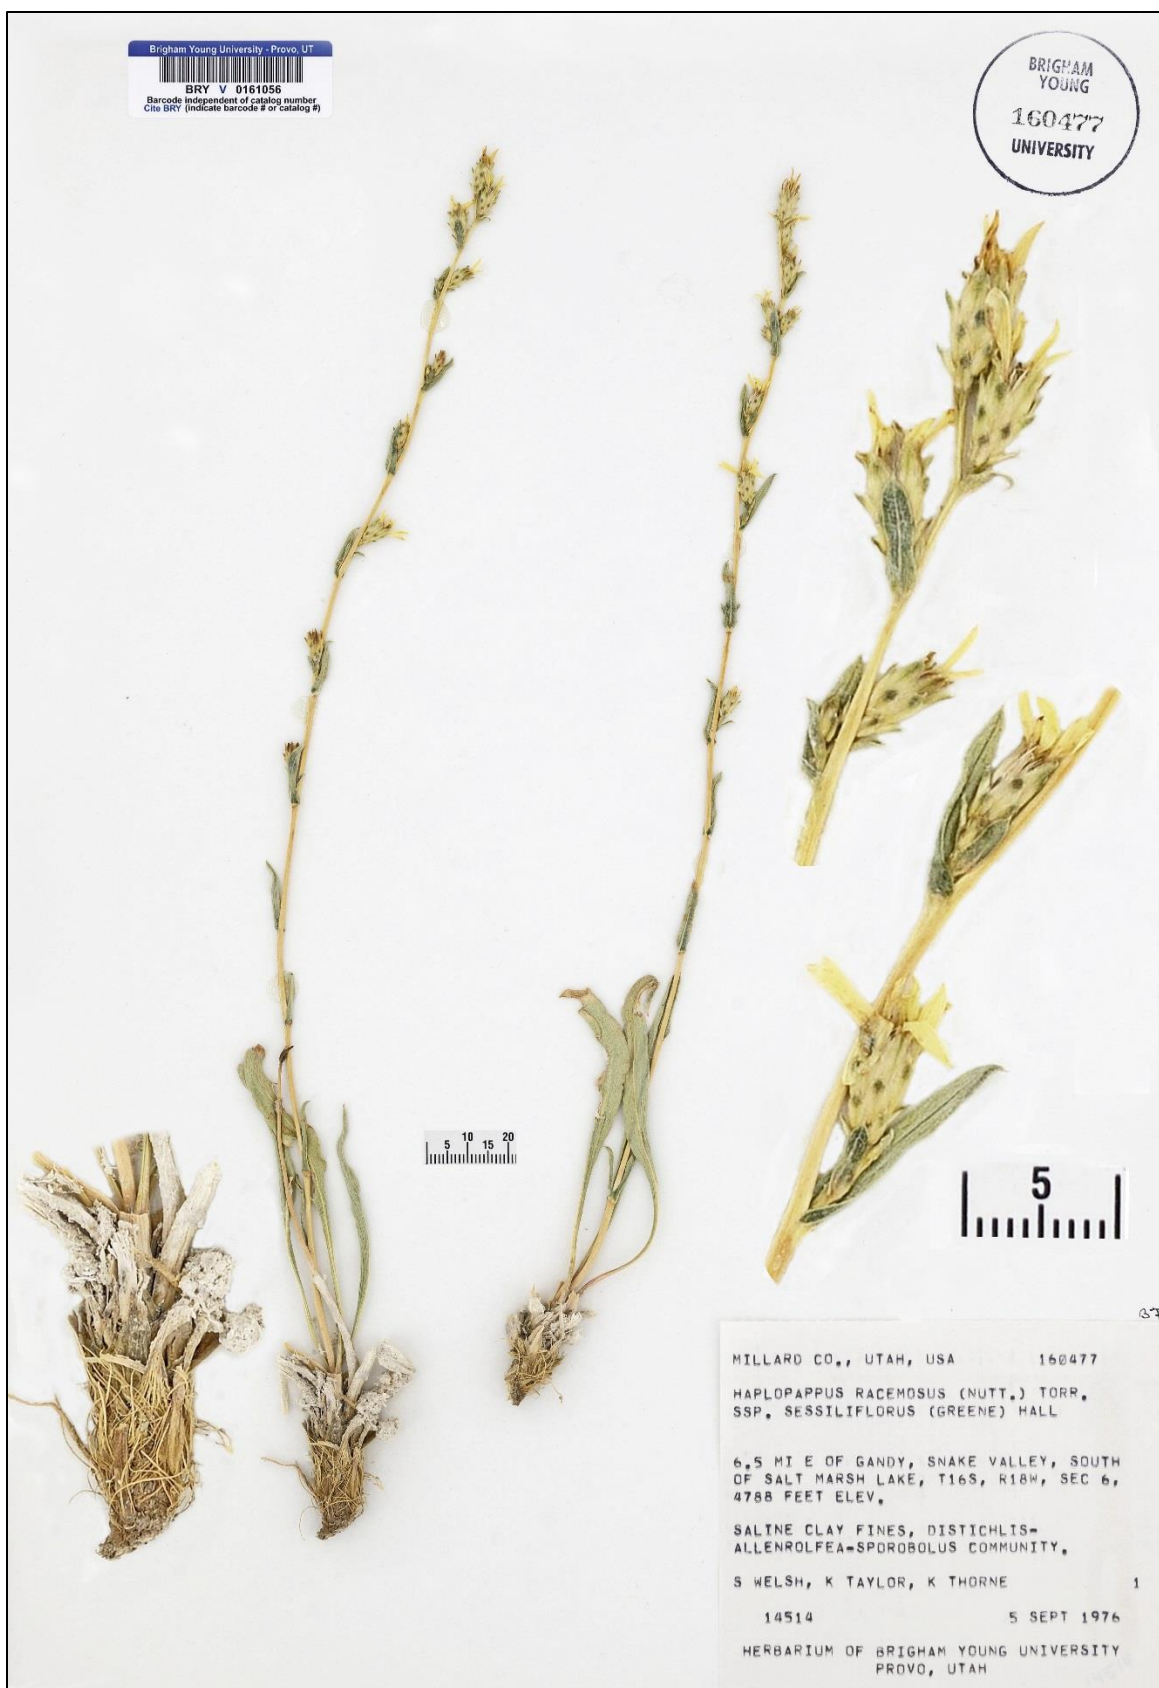 Brigham Young University - Provo, UT
BRY V 0161056
Barcode independent of catalog number
Cite BRY (indicate barcode # or catalog #)
BRIGHAM
YOUNG
160477
UNIVERSITY
5 10 15 20
5
MILLARD CO., UTAH, USA 160477
HAPLOPAPPUS RACEMOSUS (NUTT.) TORR.
SSP. SESSILIFLORUS (GREENE) HALL
6.5 MI E OF GANDY, SNAKE VALLEY, SOUTH
OF SALT MARSH LAKE, T16S, R18W, SEC 6,
4788 FEET ELEV.
SALINE CLAY FINES, DISTICHLIS-
ALLENROLFEA-SPOROBOLUS COMMUNITY.
S WELSH, K TAYLOR, K THORNE 1
14514 5 SEPT 1976
HERBARIUM OF BRIGHAM YOUNG UNIVERSITY
PROVO, UTAH